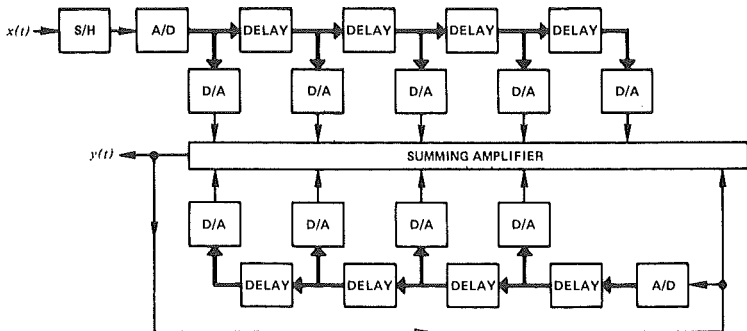 x(t) S/H A/D DELAY DELAY DELAY DELAY
D/A D/A D/A D/A D/A
y(t) SUMMING AMPLIFIER
D/A D/A D/A D/A
DELAY DELAY DELAY DELAY A/D